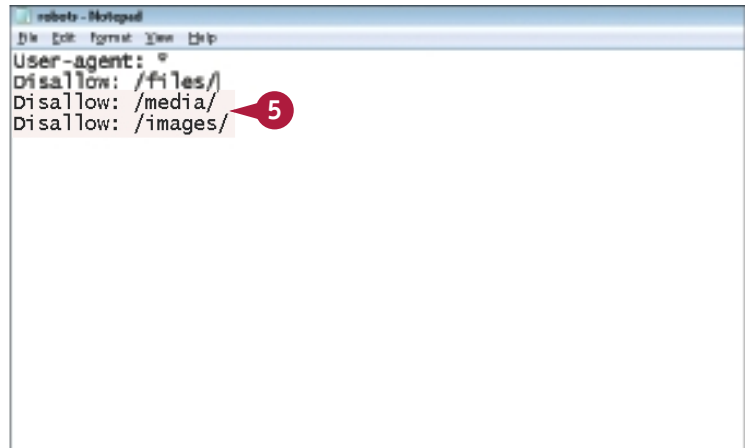 robots - Notepad
File Edit Format View Help
User-agent: *
Disallow: /files/
Disallow: /media/
Disallow: /images/
5